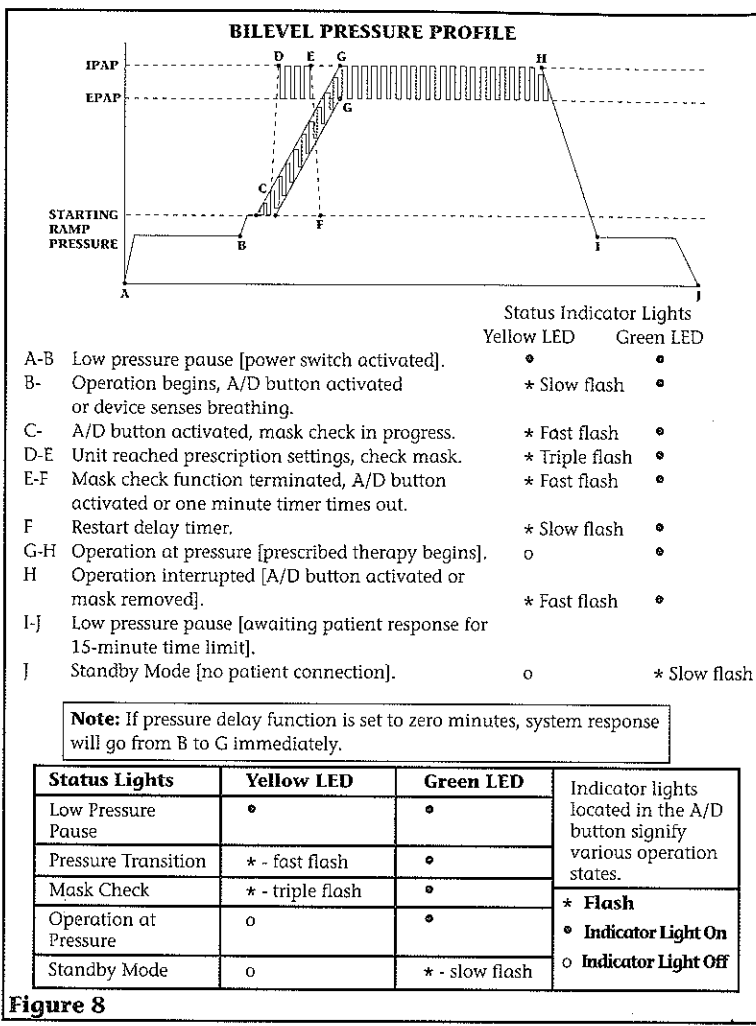 BILEVEL PRESSURE PROFILE
D E G H
IPAP
EPAP
G
C
STARTING
RAMP
PRESSURE
B F I
A J
Status Indicator Lights
Yellow LED Green LED
A-B Low pressure pause [power switch activated]. • •
B- Operation begins, A/D button activated * Slow flash •
or device senses breathing.
C- A/D button activated, mask check in progress. * Fast flash •
D-E Unit reached prescription settings, check mask. * Triple flash •
E-F Mask check function terminated, A/D button * Fast flash •
activated or one minute timer times out.
F Restart delay timer. * Slow flash •
G-H Operation at pressure [prescribed therapy begins]. o •
H Operation interrupted [A/D button activated or
mask removed]. * Fast flash •
I-J Low pressure pause [awaiting patient response for
15-minute time limit].
J Standby Mode [no patient connection]. o * Slow flash
Note: If pressure delay function is set to zero minutes, system response
will go from B to G immediately.
Status Lights Yellow LED Green LED
Low Pressure • •
Pause
Pressure Transition * - fast flash •
Mask Check * - triple flash •
Operation at o •
Pressure
Standby Mode o * - slow flash
Indicator lights
located in the A/D
button signify
various operation
states.
* Flash
• Indicator Light On
o Indicator Light Off
Figure 8